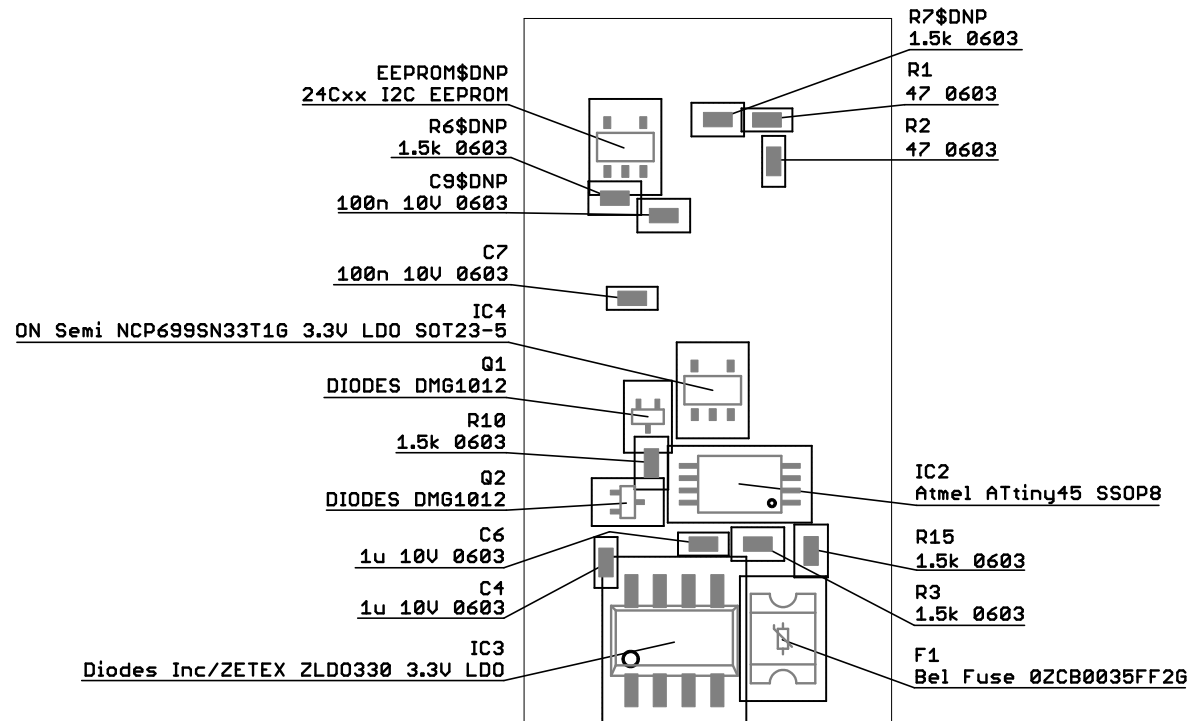 EEPROM$DNP
24Cxx I2C EEPROM
R6$DNP
1.5k 0603
C9$DNP
100n 10V 0603
C7
100n 10V 0603
IC4
ON Semi NCP699SN33T1G 3.3V LDO SOT23-5
Q1
DIODES DMG1012
R10
1.5k 0603
Q2
DIODES DMG1012
C6
1u 10V 0603
C4
1u 10V 0603
IC3
Diodes Inc/ZETEX ZLDO330 3.3V LDO
R7$DNP
1.5k 0603
R1
47 0603
R2
47 0603
IC2
Atmel ATtiny45 SSOP8
R15
1.5k 0603
R3
1.5k 0603
F1
Bel Fuse 0ZCB0035FF2G